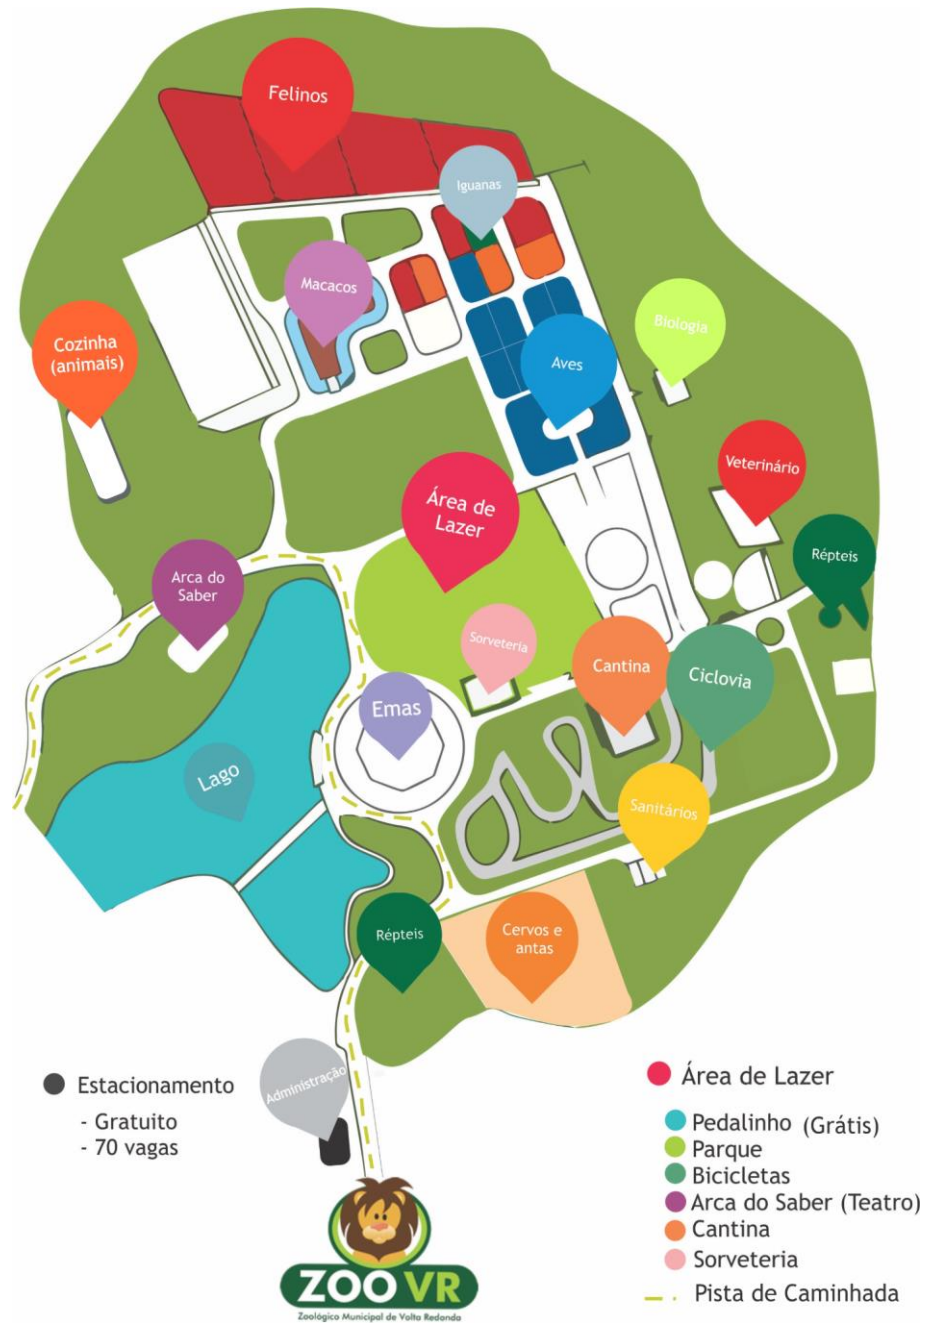 Felinos
Iguanas
Macacos
Biologia
Cozinha
(animais)
Aves
Veterinário
Área de
Lazer
Répteis
Arca do
Saber
Sorveteria
Cantina
Ciclovia
Emas
Lago
Sanitários
Répteis
Cervos e
antas
Administração
Estacionamento
- Gratuito
- 70 vagas
Área de Lazer
Pedalinho (Grátis)
Parque
Bicicletas
Arca do Saber (Teatro)
Cantina
Sorveteria
Pista de Caminhada
ZOO VR
Zoológico Municipal de Volta Redonda